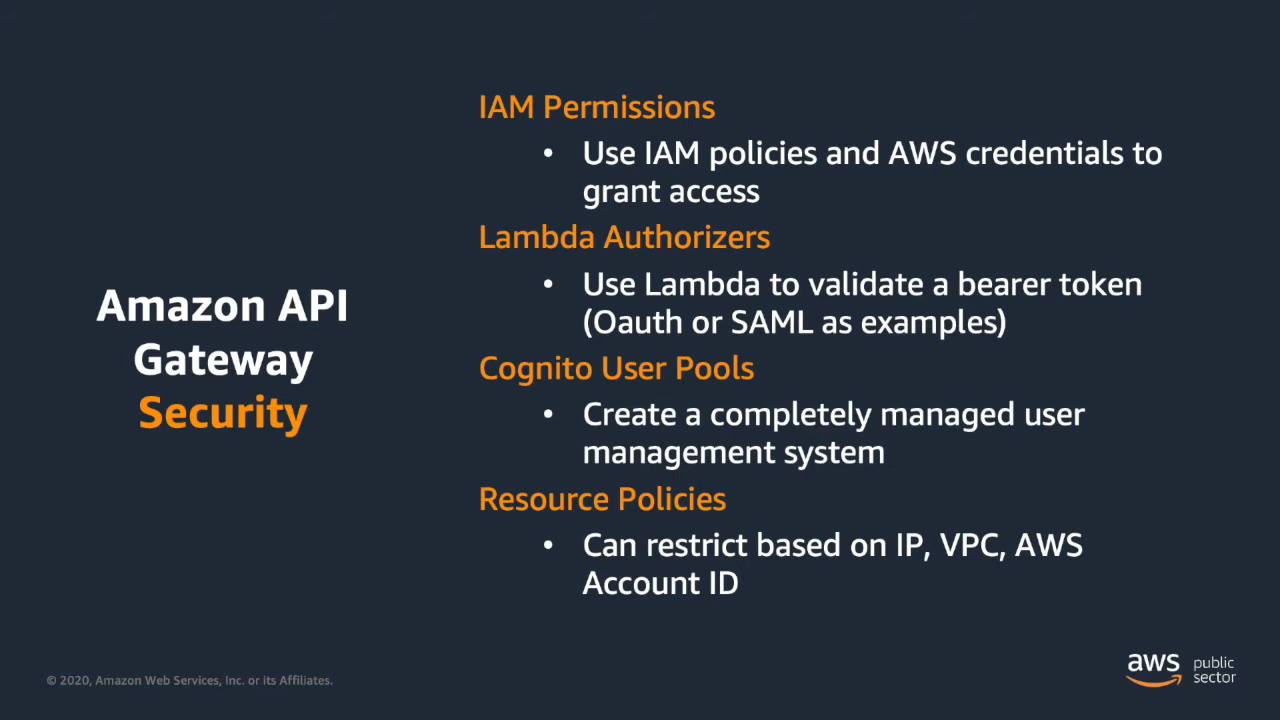 Amazon API
Gateway
Security
IAM Permissions
• Use IAM policies and AWS credentials to
grant access
Lambda Authorizers
• Use Lambda to validate a bearer token
(Oauth or SAML as examples)
Cognito User Pools
• Create a completely managed user
management system
Resource Policies
• Can restrict based on IP, VPC, AWS
Account ID
© 2020, Amazon Web Services, Inc. or its Affiliates.
aws public
sector